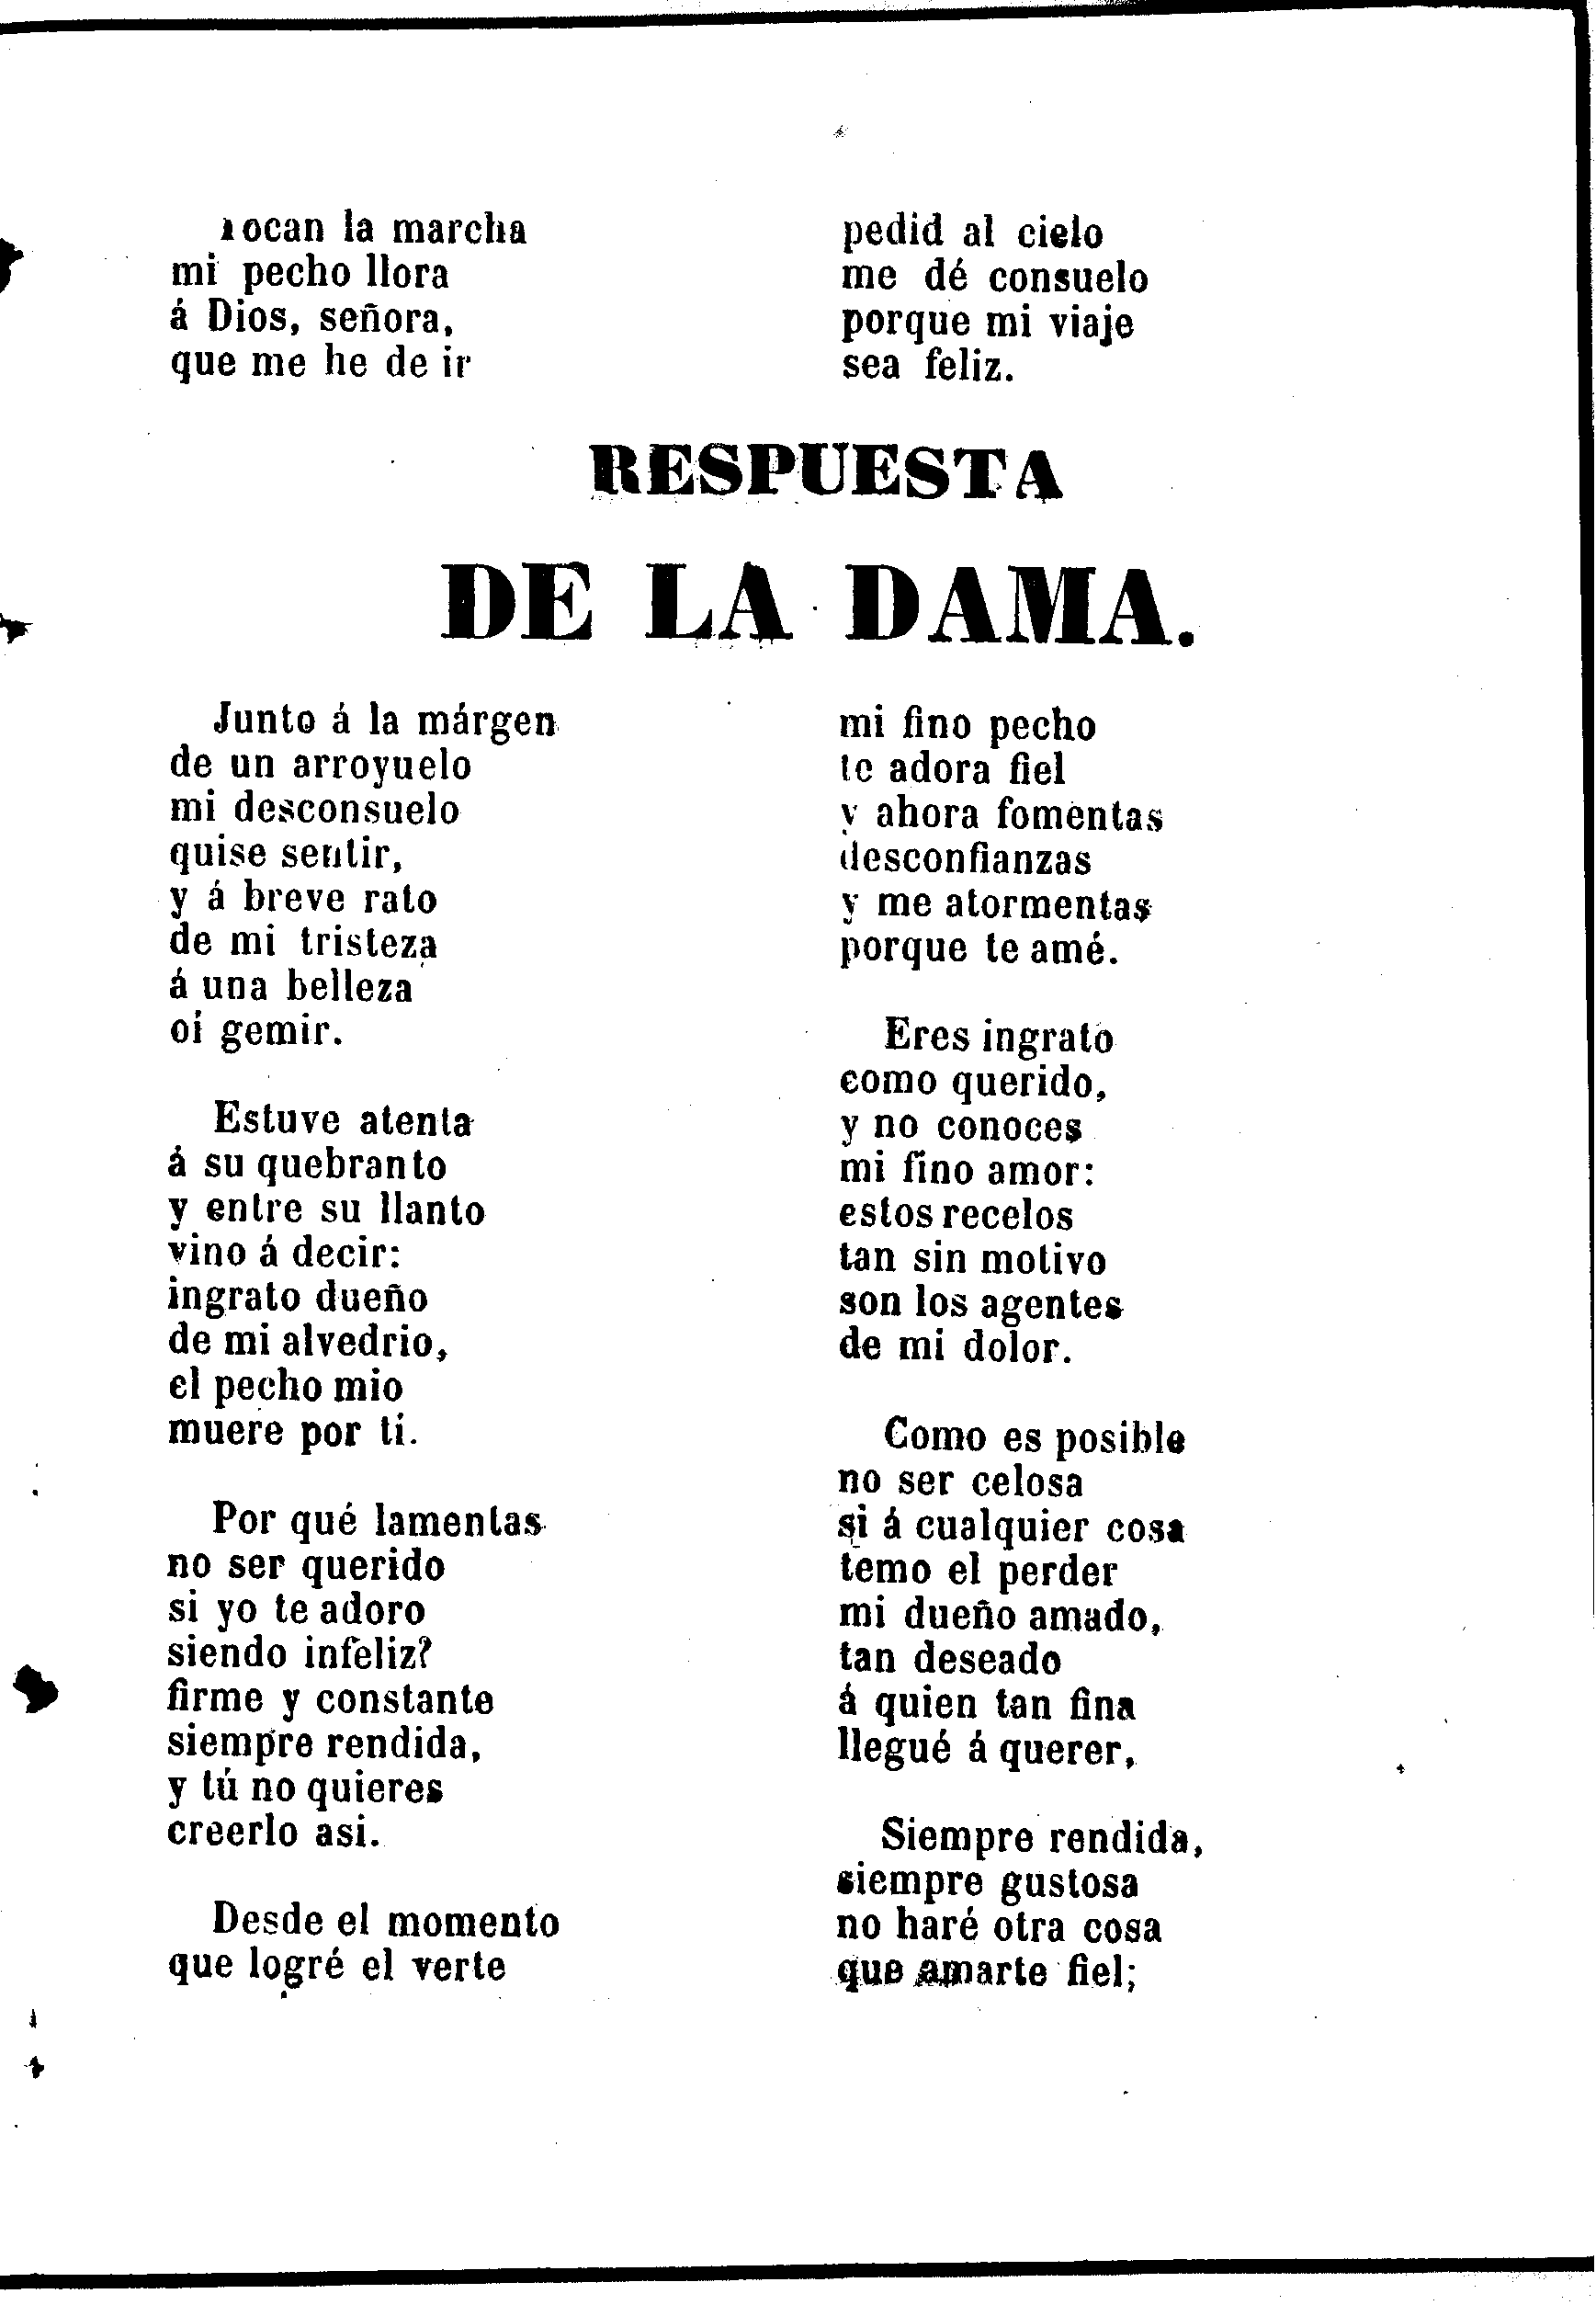 Tocan la marcha
mi pecho llora
á Dios, señora,
que me he de ir
pedid al cielo
me dé consuelo
porque mi viaje
sea feliz.
RESPUESTA
DE LA DAMA.
Junto á la márgen
de un arroyuelo
mi desconsuelo
quise sentir,
y á breve rato
de mi tristeza
á una belleza
oí gemir.
Estuve atenta
á su quebranto
y entre su llanto
vino á decir:
ingrato dueño
de mi alvedrio,
el pecho mio
muere por tí.
Por qué lamentas
no ser querido
si yo te adoro
siendo infeliz?
firme y constante
siempre rendida,
y tú no quieres
creerlo asi.
Desde el momento
que logré el verte
mi fino pecho
te adora fiel
y ahora fomentas
desconfianzas
y me atormentas
porque te amé.
Eres ingrato
como querido,
y no conoces
mi fino amor:
estos recelos
tan sin motivo
son los agentes
de mi dolor.
Como es posible
no ser celosa
si á cualquier cosa
temo el perder
mi dueño amado,
tan deseado
á quien tan fina
llegué á querer,
Siempre rendida,
siempre gustosa
no haré otra cosa
que amarte fiel;